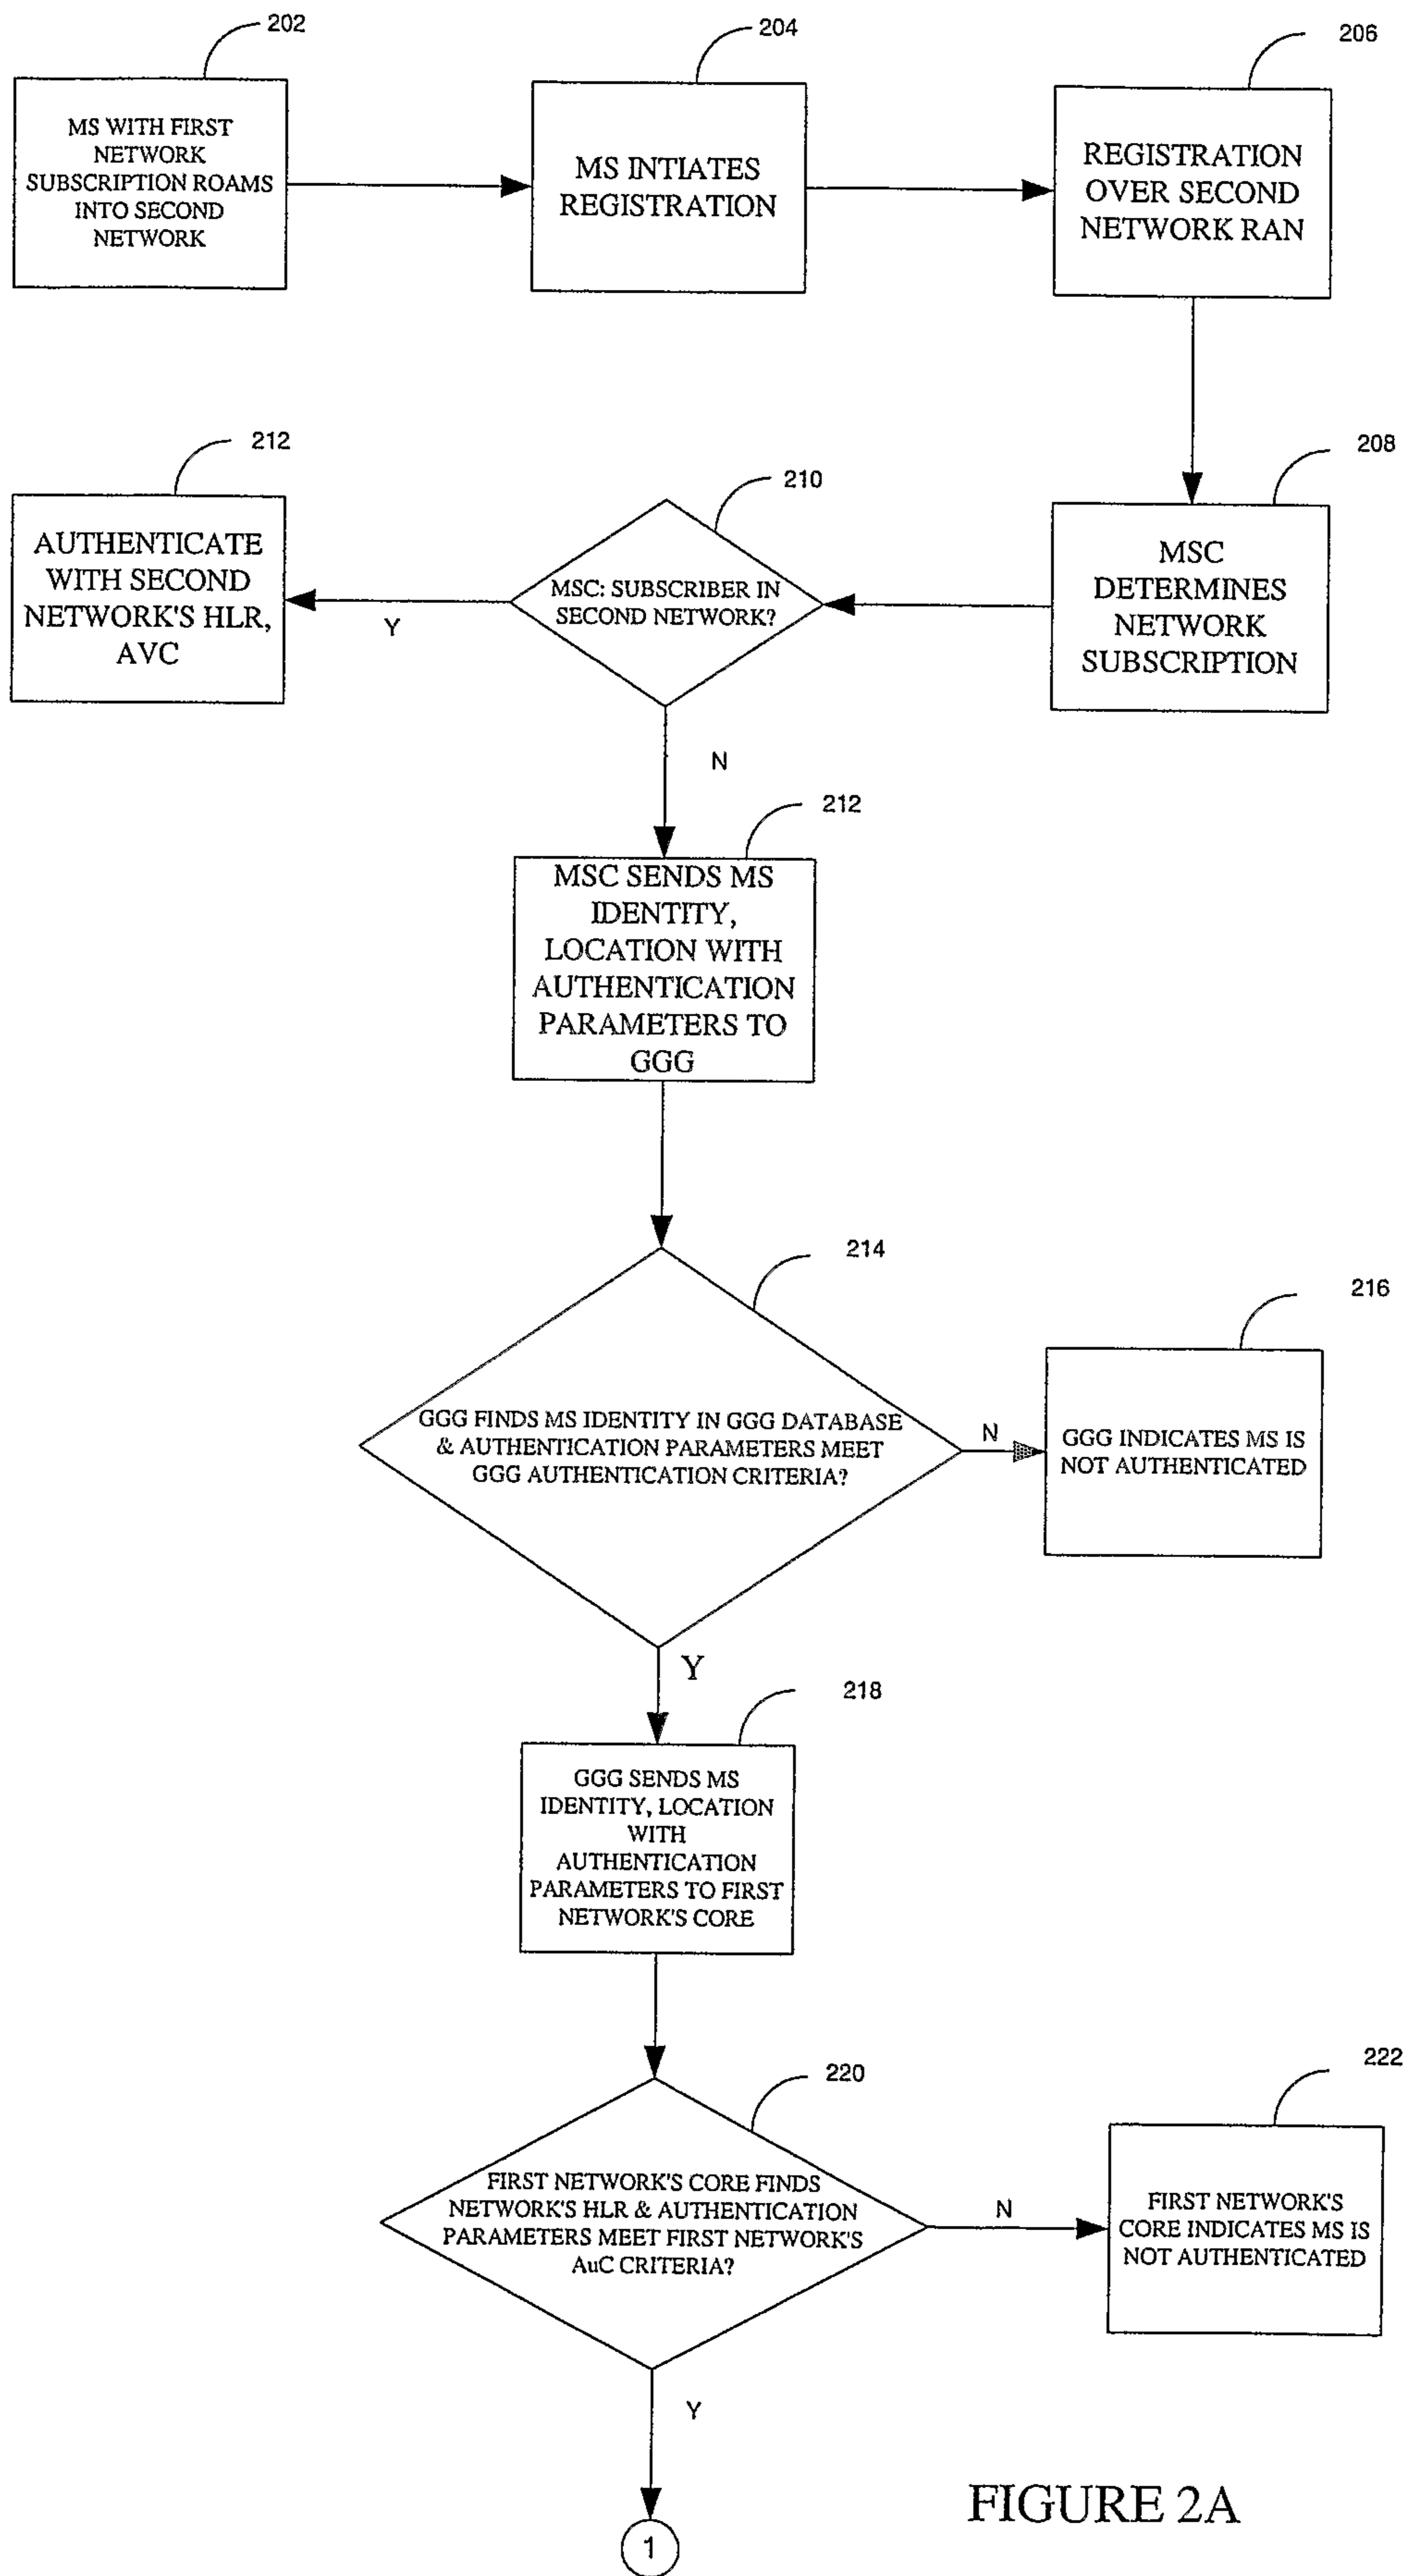 202
MS WITH FIRST
NETWORK
SUBSCRIPTION ROAMS
INTO SECOND
NETWORK
204
MS INTIATES
REGISTRATION
206
REGISTRATION
OVER SECOND
NETWORK RAN
212
AUTHENTICATE
WITH SECOND
NETWORK'S HLR,
AVC
Y
210
MSC: SUBSCRIBER IN
SECOND NETWORK?
208
MSC
DETERMINES
NETWORK
SUBSCRIPTION
N
212
MSC SENDS MS
IDENTITY,
LOCATION WITH
AUTHENTICATION
PARAMETERS TO
GGG
214
GGG FINDS MS IDENTITY IN GGG DATABASE
& AUTHENTICATION PARAMETERS MEET
GGG AUTHENTICATION CRITERIA?
N
216
GGG INDICATES MS IS
NOT AUTHENTICATED
Y
218
GGG SENDS MS
IDENTITY, LOCATION
WITH
AUTHENTICATION
PARAMETERS TO FIRST
NETWORK'S CORE
220
FIRST NETWORK'S CORE FINDS
NETWORK'S HLR & AUTHENTICATION
PARAMETERS MEET FIRST NETWORK'S
AuC CRITERIA?
N
222
FIRST NETWORK'S
CORE INDICATES MS IS
NOT AUTHENTICATED
Y
1
FIGURE 2A